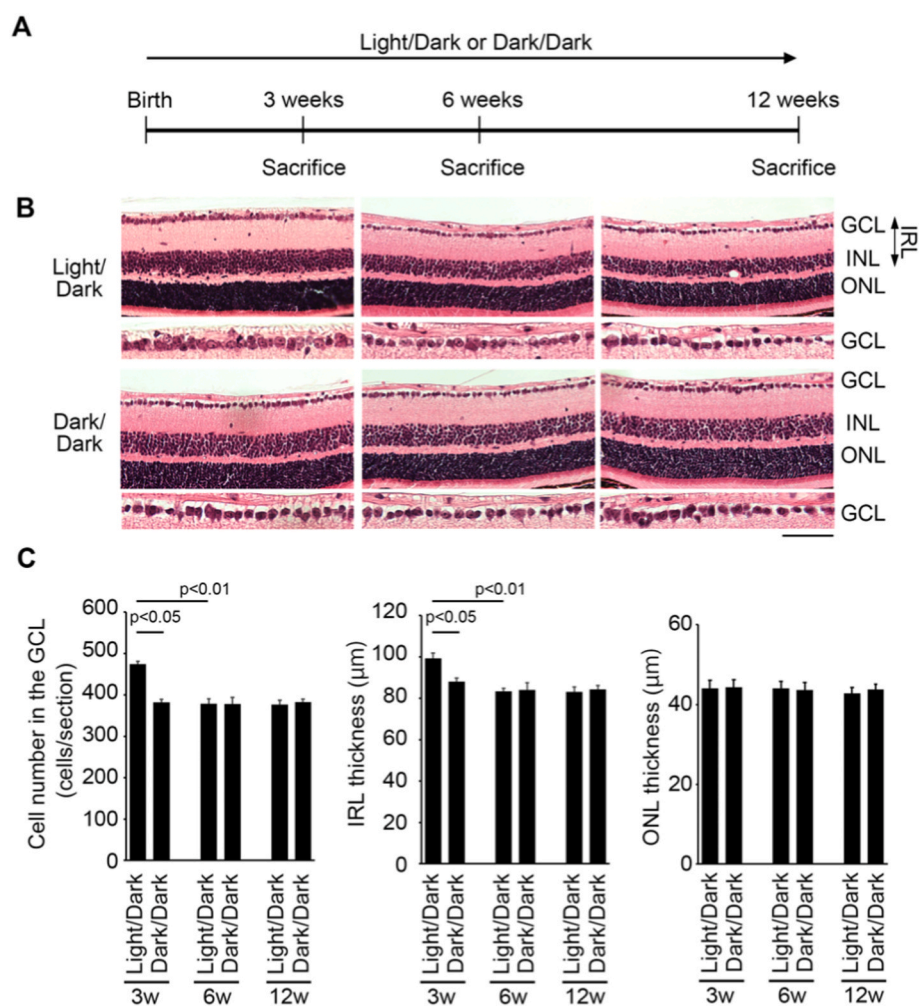 A
Light/Dark or Dark/Dark
Birth 3 weeks 6 weeks 12 weeks
Sacrifice Sacrifice Sacrifice
B
Light/
Dark
GCL
INL
ONL
IRL
GCL
Dark/
Dark
GCL
INL
ONL
GCL
C
Cell number in the GCL
(cells/section)
600
500
400
300
200
100
0
p<0.01
p<0.05
Light/Dark
Dark/Dark
Light/Dark
Dark/Dark
Light/Dark
Dark/Dark
3w 6w 12w
IRL thickness (μm)
120
100
80
60
40
20
0
p<0.01
p<0.05
Light/Dark
Dark/Dark
Light/Dark
Dark/Dark
Light/Dark
Dark/Dark
3w 6w 12w
ONL thickness (μm)
60
40
20
0
Light/Dark
Dark/Dark
Light/Dark
Dark/Dark
Light/Dark
Dark/Dark
3w 6w 12w